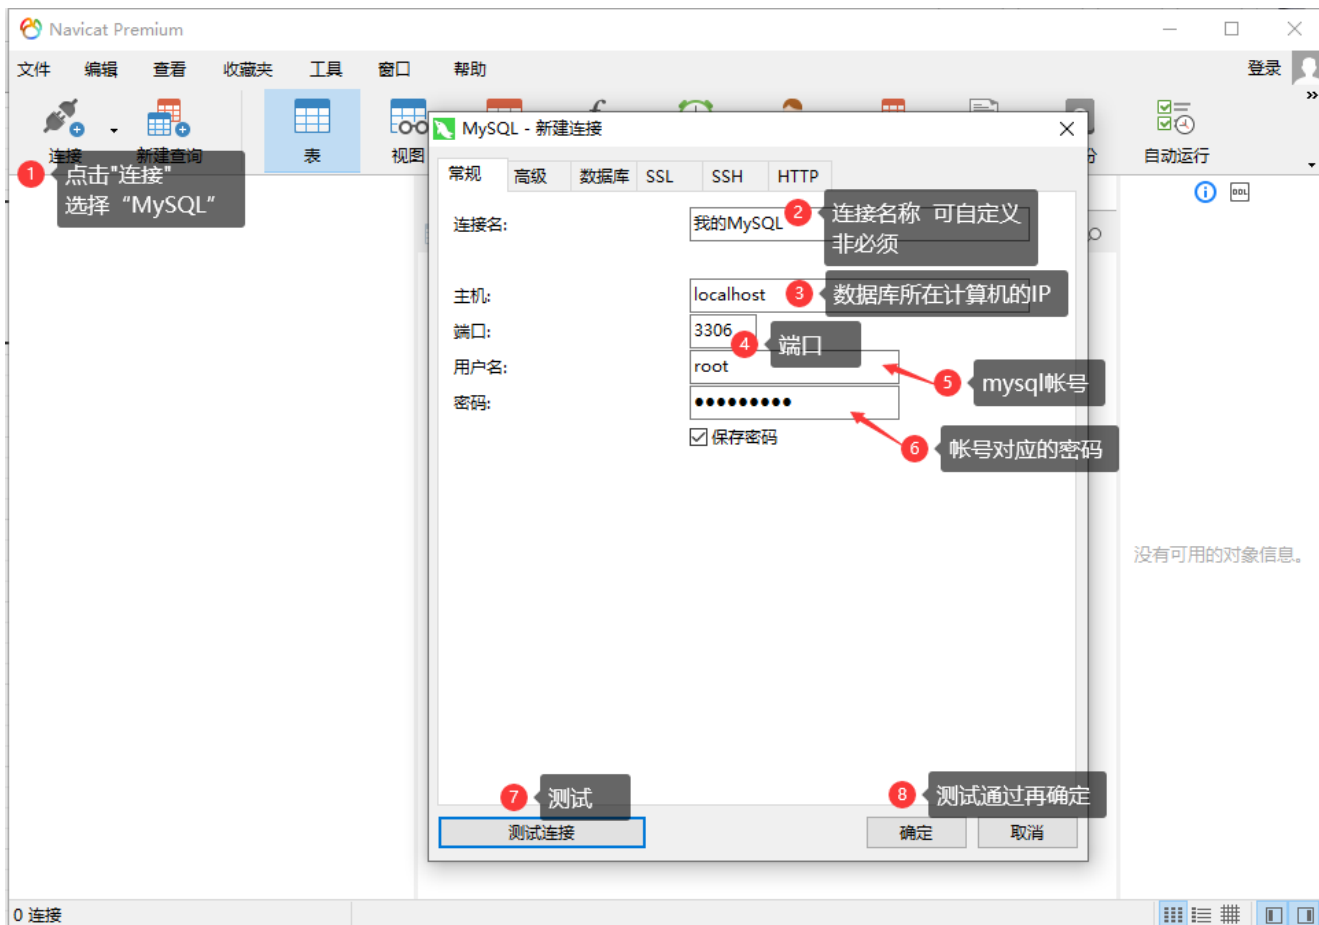 Navicat Premium
文件 编辑 查看 收藏夹 工具 窗口 帮助 登录
连接 新建查询 表 视图 自动运行
1 点击"连接"
选择 “MySQL”
MySQL - 新建连接
常规 高级 数据库 SSL SSH HTTP
连接名: 我的MySQL
2 连接名称 可自定义
非必须
主机: localhost
3 数据库所在计算机的IP
端口: 3306
4 端口
用户名: root
5 mysql帐号
密码: ●●●●●●●●●
保存密码
6 帐号对应的密码
没有可用的对象信息。
7 测试
8 测试通过再确定
测试连接 确定 取消
0 连接
DDL